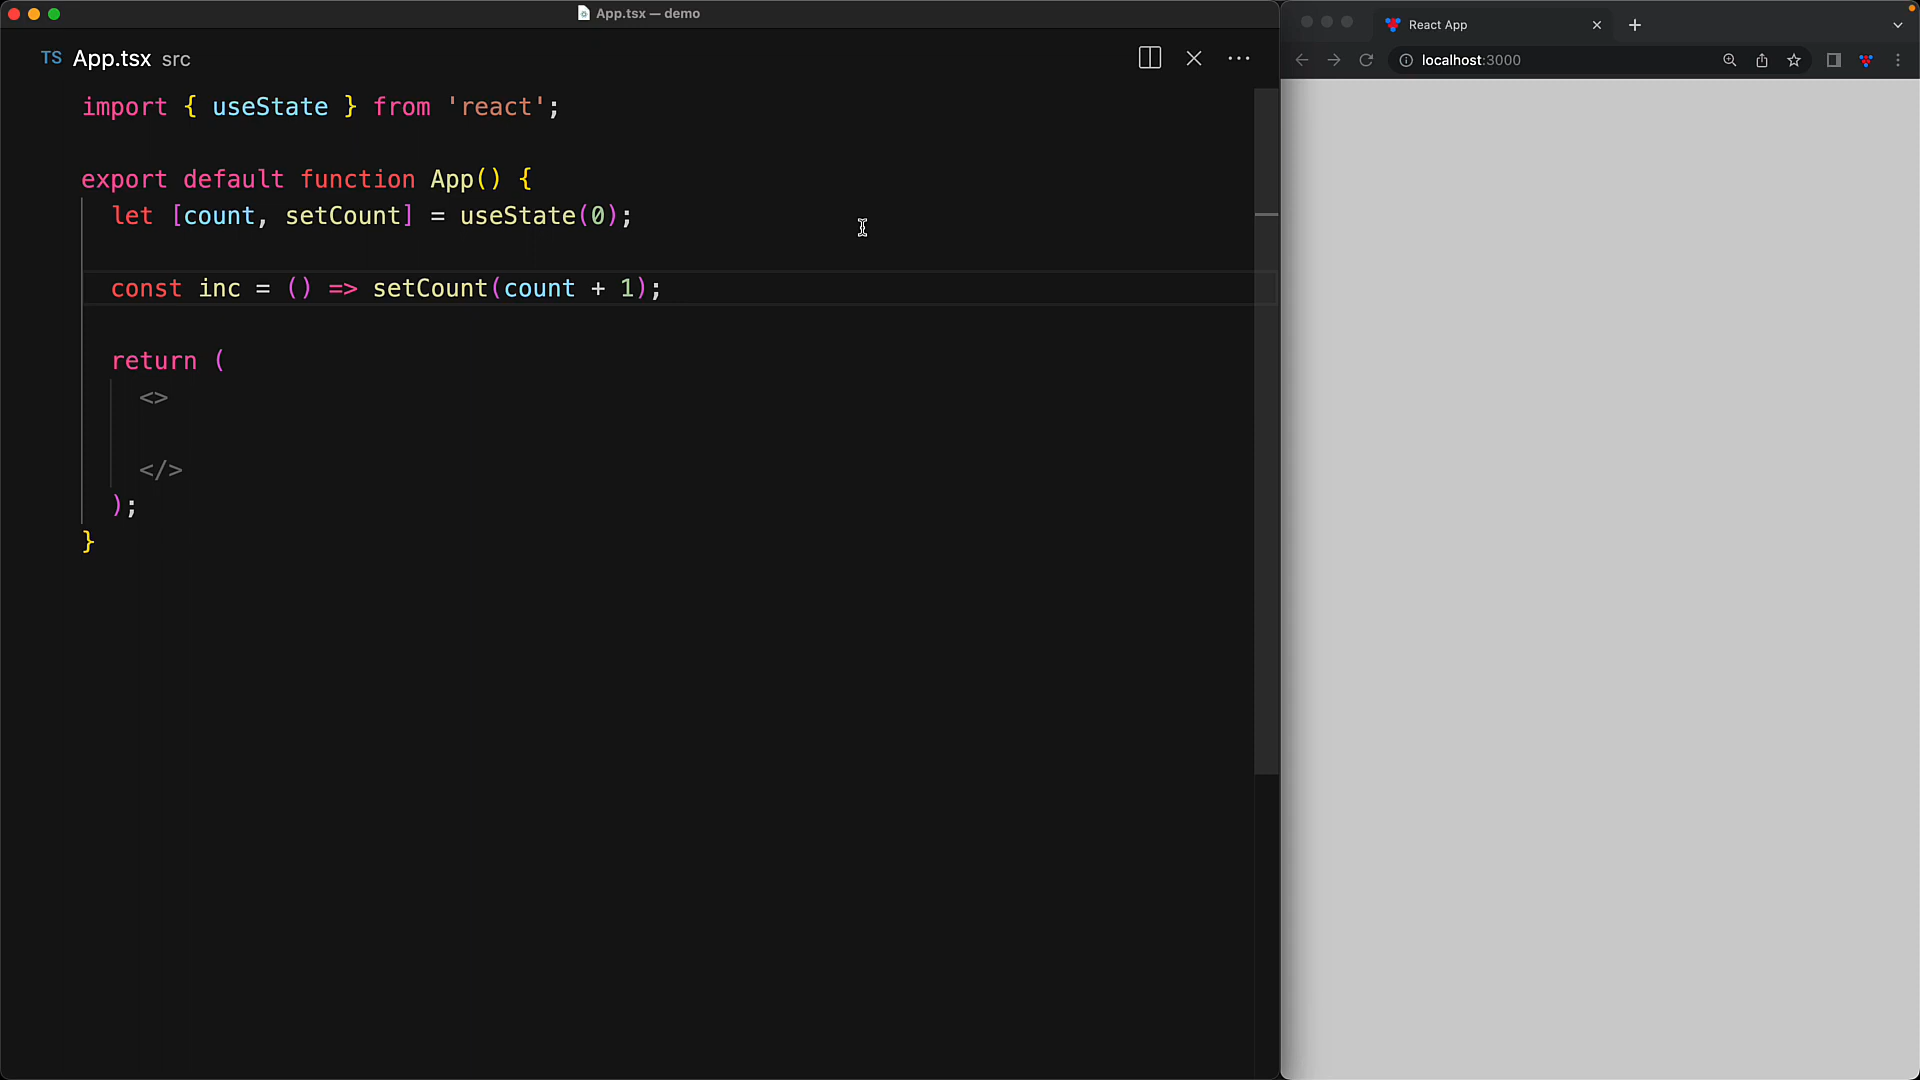 App.tsx — demo
TS App.tsx src
import { useState } from 'react';
export default function App() {
let [count, setCount] = useState(0);
const inc = () => setCount(count + 1);
return (
<>
</>
);
}
React App
localhost:3000